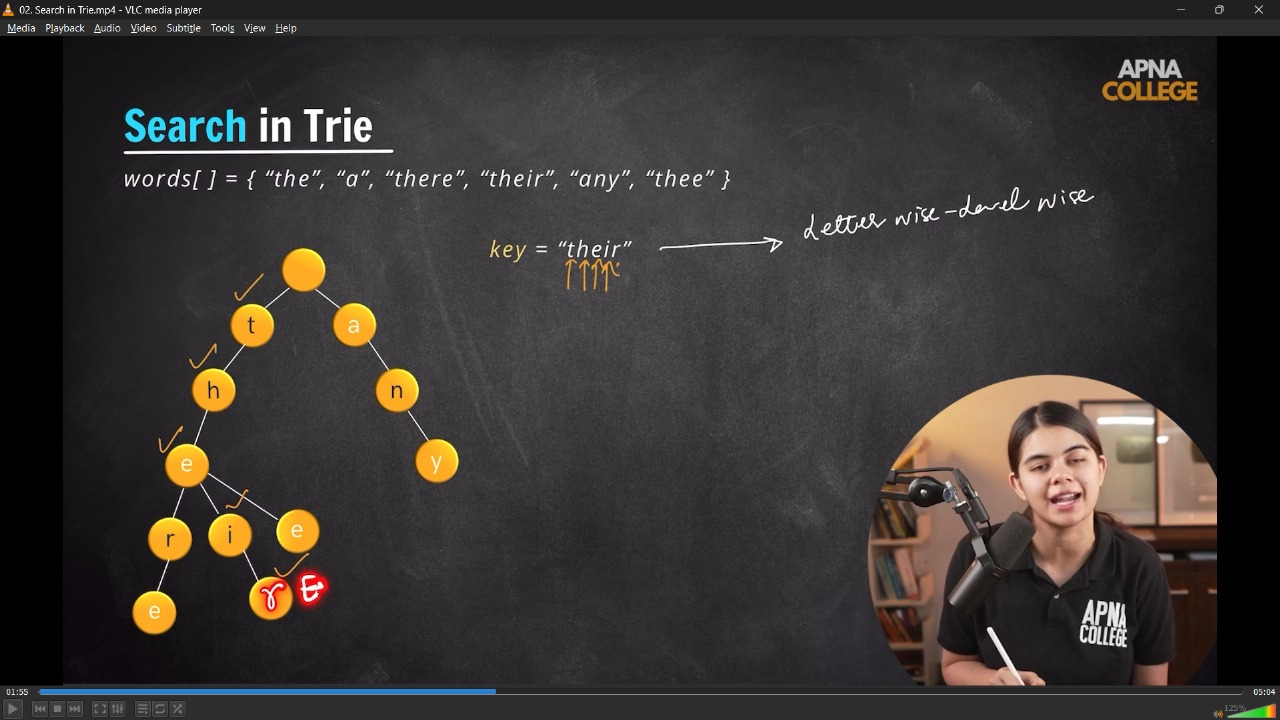 02. Search in Trie.mp4 - VLC media player
Media Playback Audio Video Subtitle Tools View Help
APNA
COLLEGE
Search in Trie
words[ ] = { “the”, “a”, “there”, “their”, “any”, “thee” }
key = “their”
Letter wise - Level wise
t a
h n
e y
r i e
e r E
APNA
COLLEGE
01:55 05:04
125%